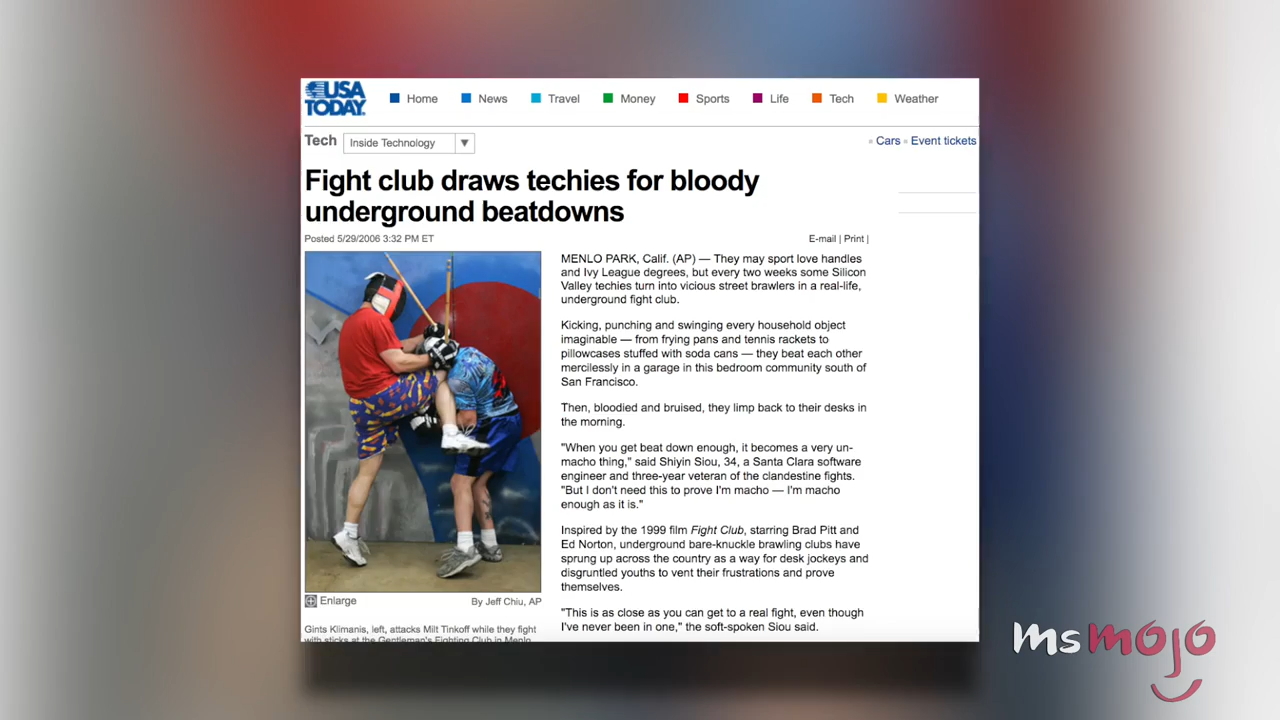 USA
TODAY
Home News Travel Money Sports Life Tech Weather
Tech Inside Technology
Cars Event tickets
Fight club draws techies for bloody
underground beatdowns
Posted 5/29/2006 3:32 PM ET
E-mail | Print |
MENLO PARK, Calif. (AP) — They may sport love handles
and Ivy League degrees, but every two weeks some Silicon
Valley techies turn into vicious street brawlers in a real-life,
underground fight club.
Kicking, punching and swinging every household object
imaginable — from frying pans and tennis rackets to
pillowcases stuffed with soda cans — they beat each other
mercilessly in a garage in this bedroom community south of
San Francisco.
Then, bloodied and bruised, they limp back to their desks in
the morning.
"When you get beat down enough, it becomes a very un-
macho thing," said Shiyin Siou, 34, a Santa Clara software
engineer and three-year veteran of the clandestine fights.
"But I don't need this to prove I'm macho — I'm macho
enough as it is."
Inspired by the 1999 film Fight Club, starring Brad Pitt and
Ed Norton, underground bare-knuckle brawling clubs have
sprung up across the country as a way for desk jockeys and
disgruntled youths to vent their frustrations and prove
themselves.
"This is as close as you can get to a real fight, even though
I've never been in one," the soft-spoken Siou said.
Enlarge By Jeff Chiu, AP
Gints Klimanis, left, attacks Milt Tinkoff while they fight
with sticks at the Gentleman's Fighting Club in Menlo
MsMojo